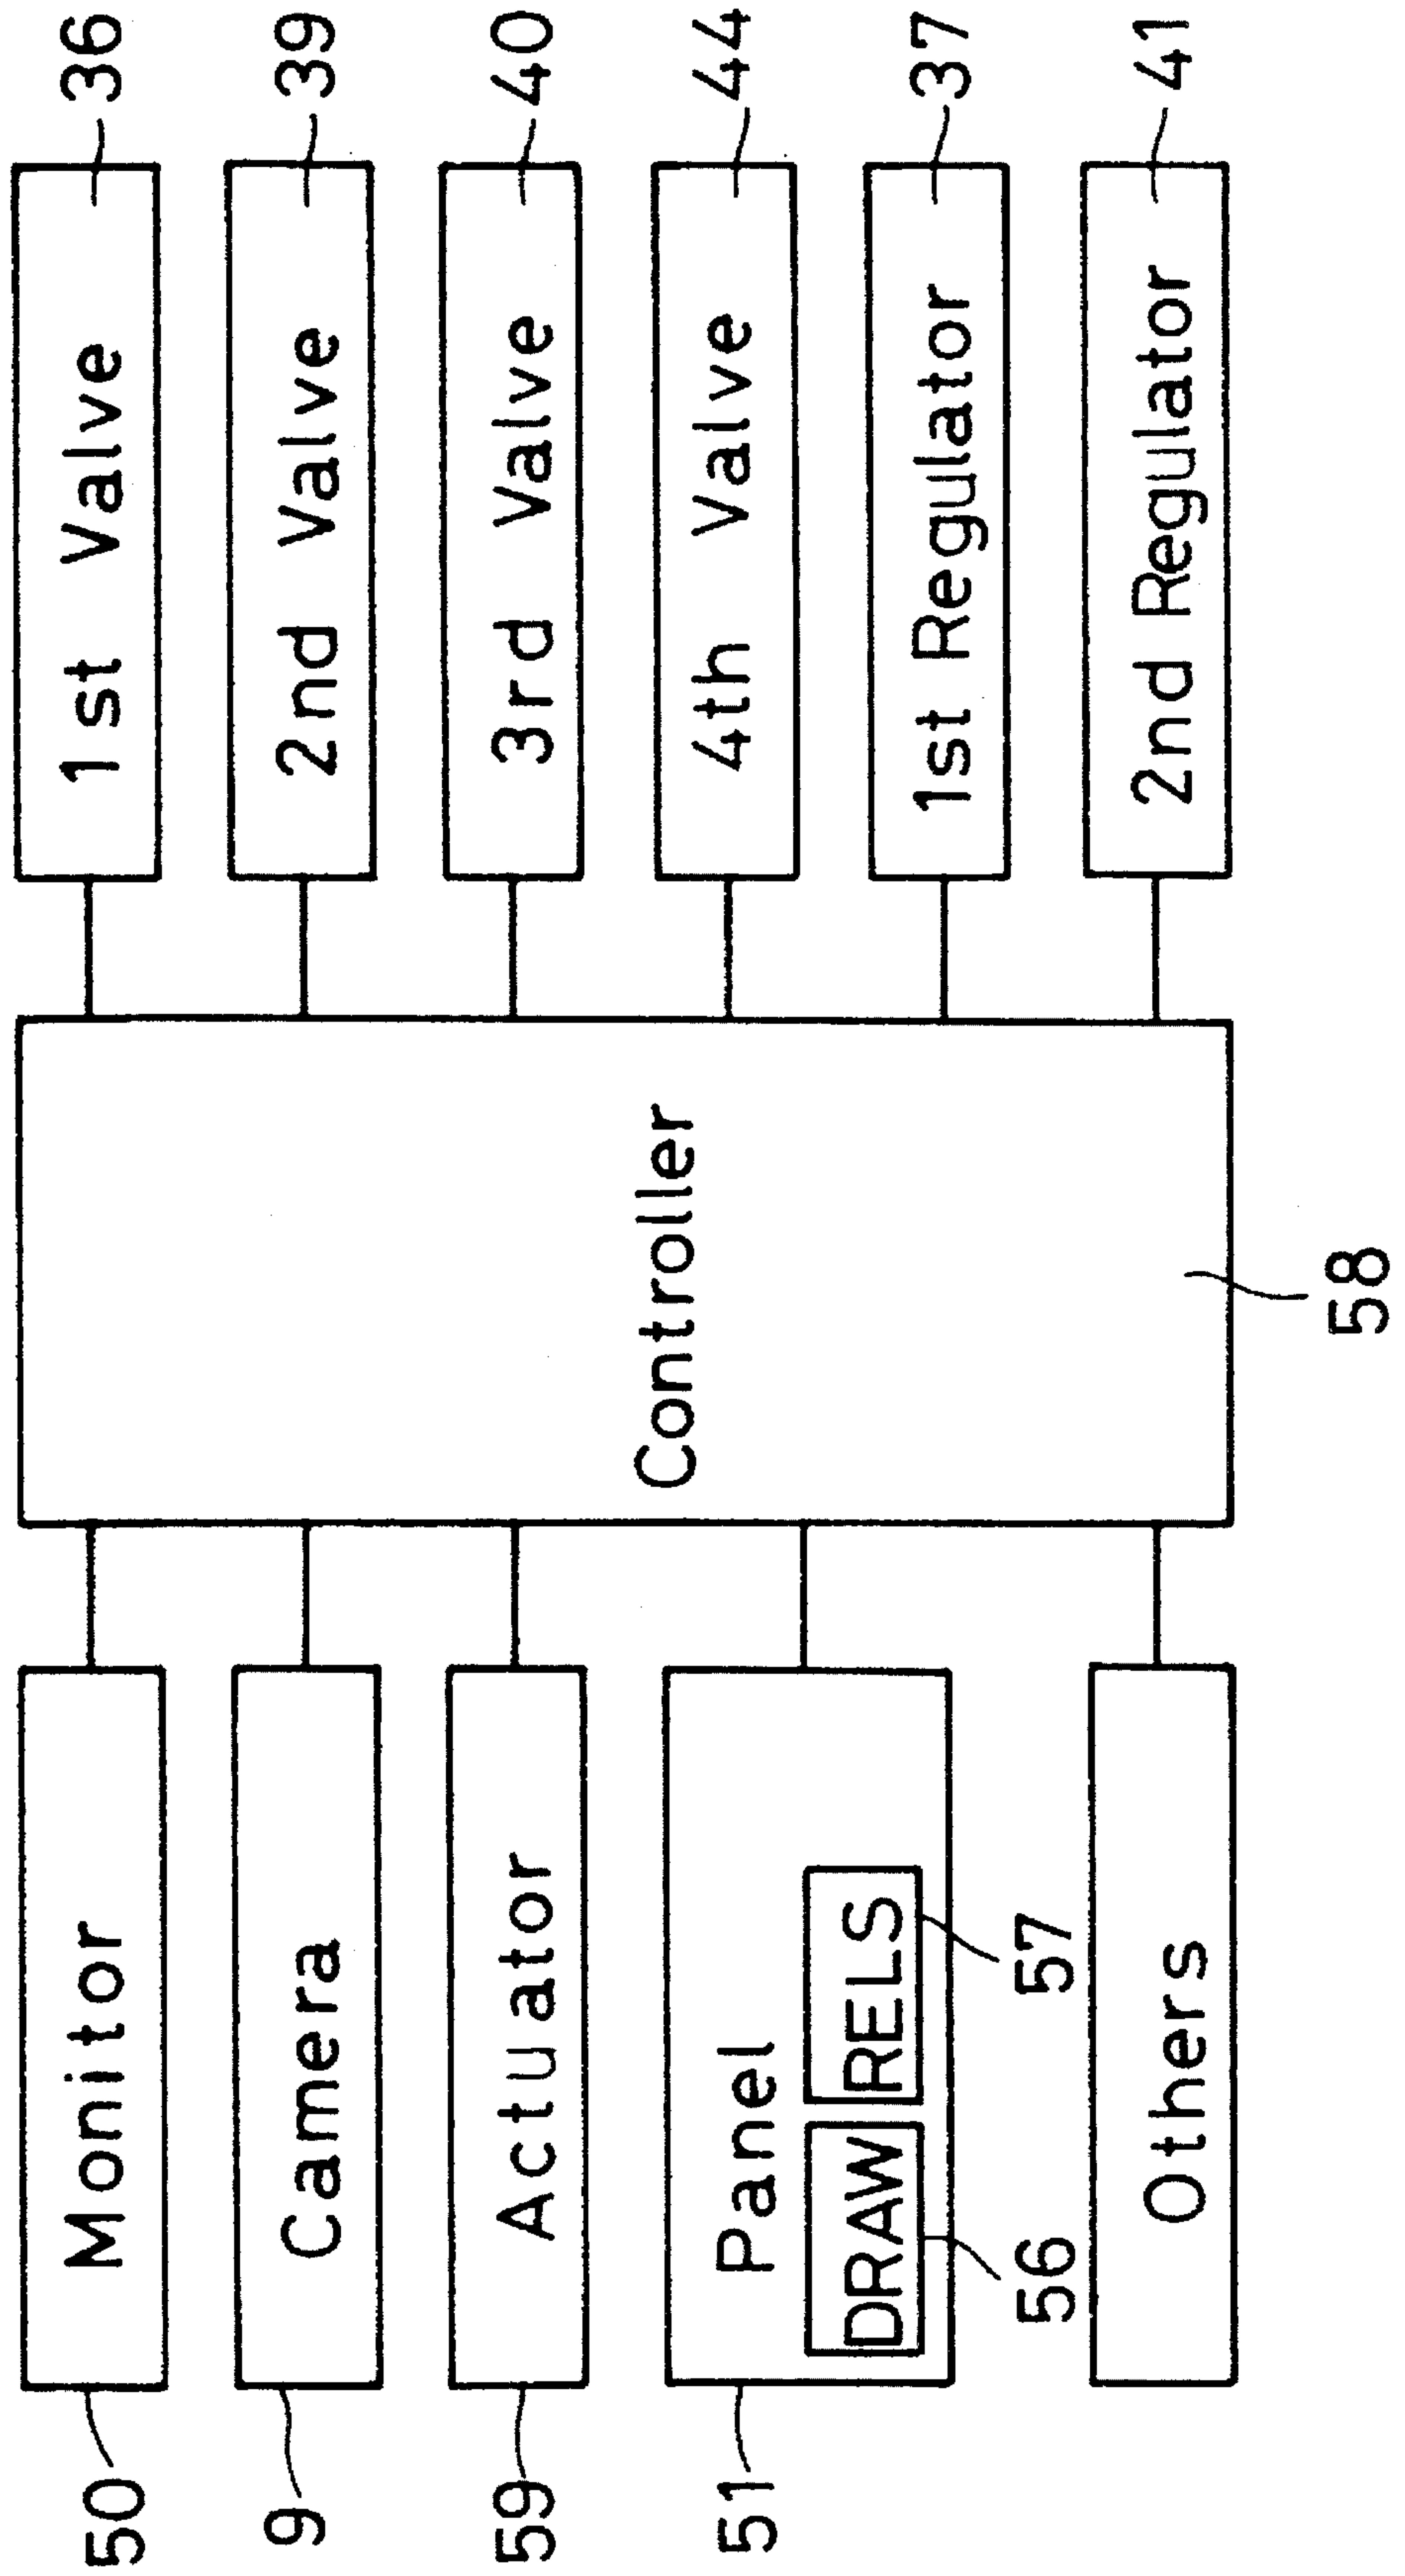 50 Monitor
9 Camera
59 Actuator
51 Panel
DRAW RELS
56 57
Others
Controller
58
1st Valve 36
2nd Valve 39
3rd Valve 40
4th Valve 44
1st Regulator 37
2nd Regulator 41